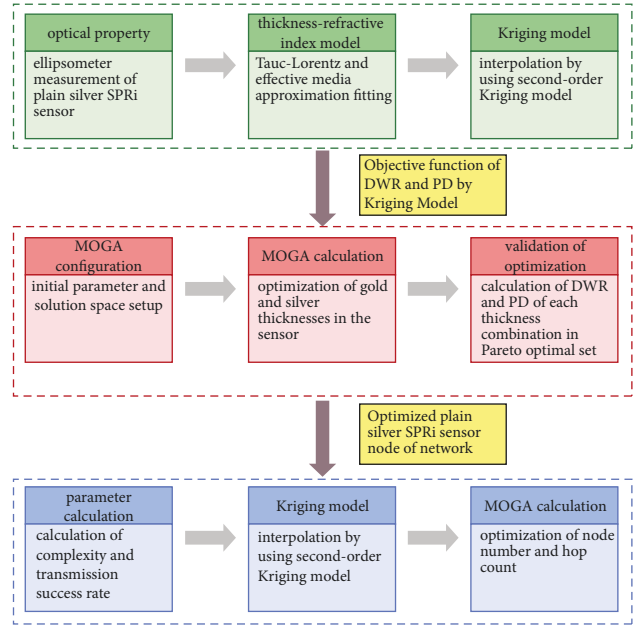 optical property
ellipsometer
measurement of
plain silver SPRi
sensor
thickness-refractive
index model
Tauc-Lorentz and
effective media
approximation fitting
Kriging model
interpolation by
using second-order
Kriging model
Objective function of
DWR and PD by
Kriging Model
MOGA
configuration
initial parameter and
solution space setup
MOGA calculation
optimization of gold
and silver
thicknesses in the
sensor
validation of
optimization
calculation of DWR
and PD of each
thickness
combination in
Pareto optimal set
Optimized plain
silver SPRi sensor
node of network
parameter
calculation
calculation of
complexity and
transmission
success rate
Kriging model
interpolation by
using second-order
Kriging model
MOGA calculation
optimization of node
number and hop
count